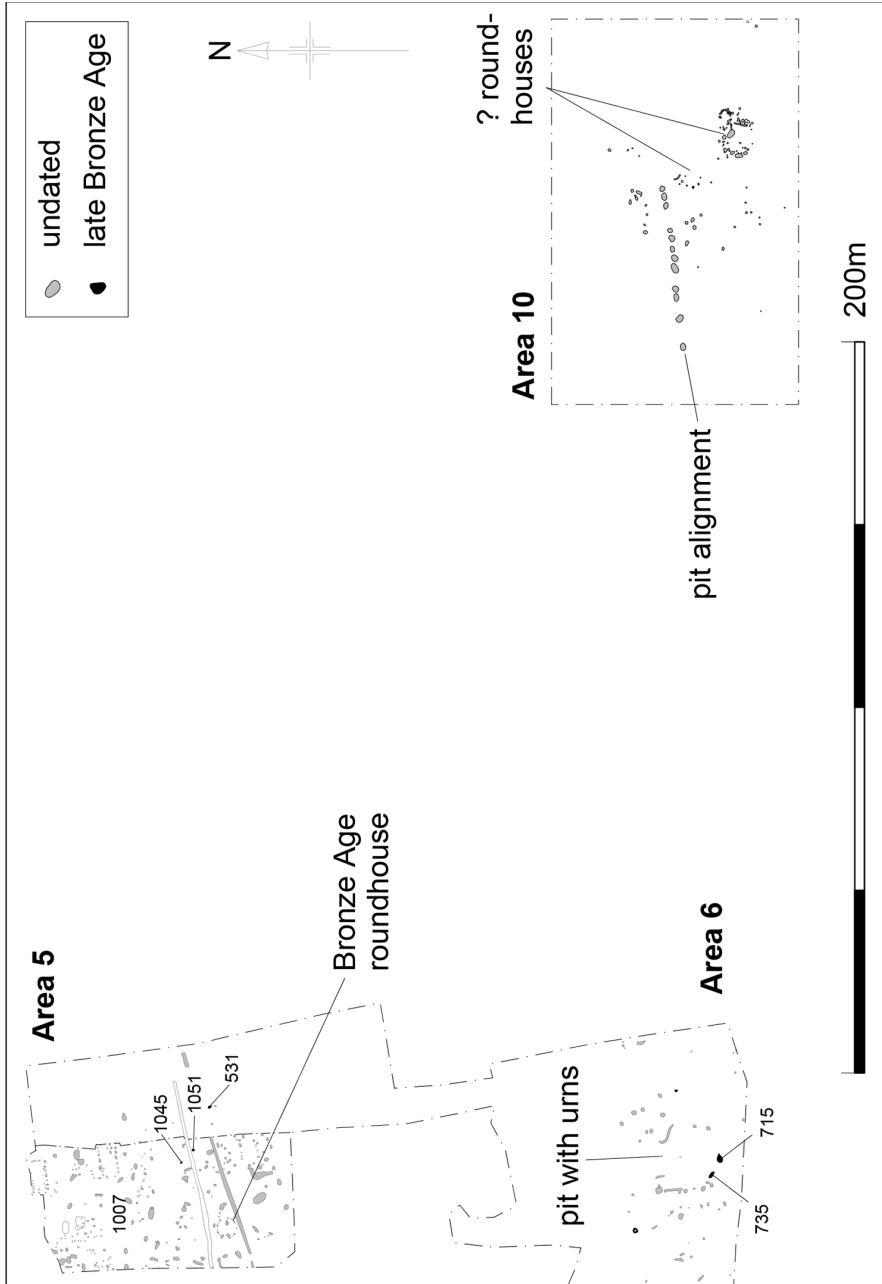 undated
late Bronze Age
N
Area 5
1007
1045
1051
531
Bronze Age
roundhouse
? round-
houses
Area 10
pit alignment
Area 6
pit with urns
715
735
200m